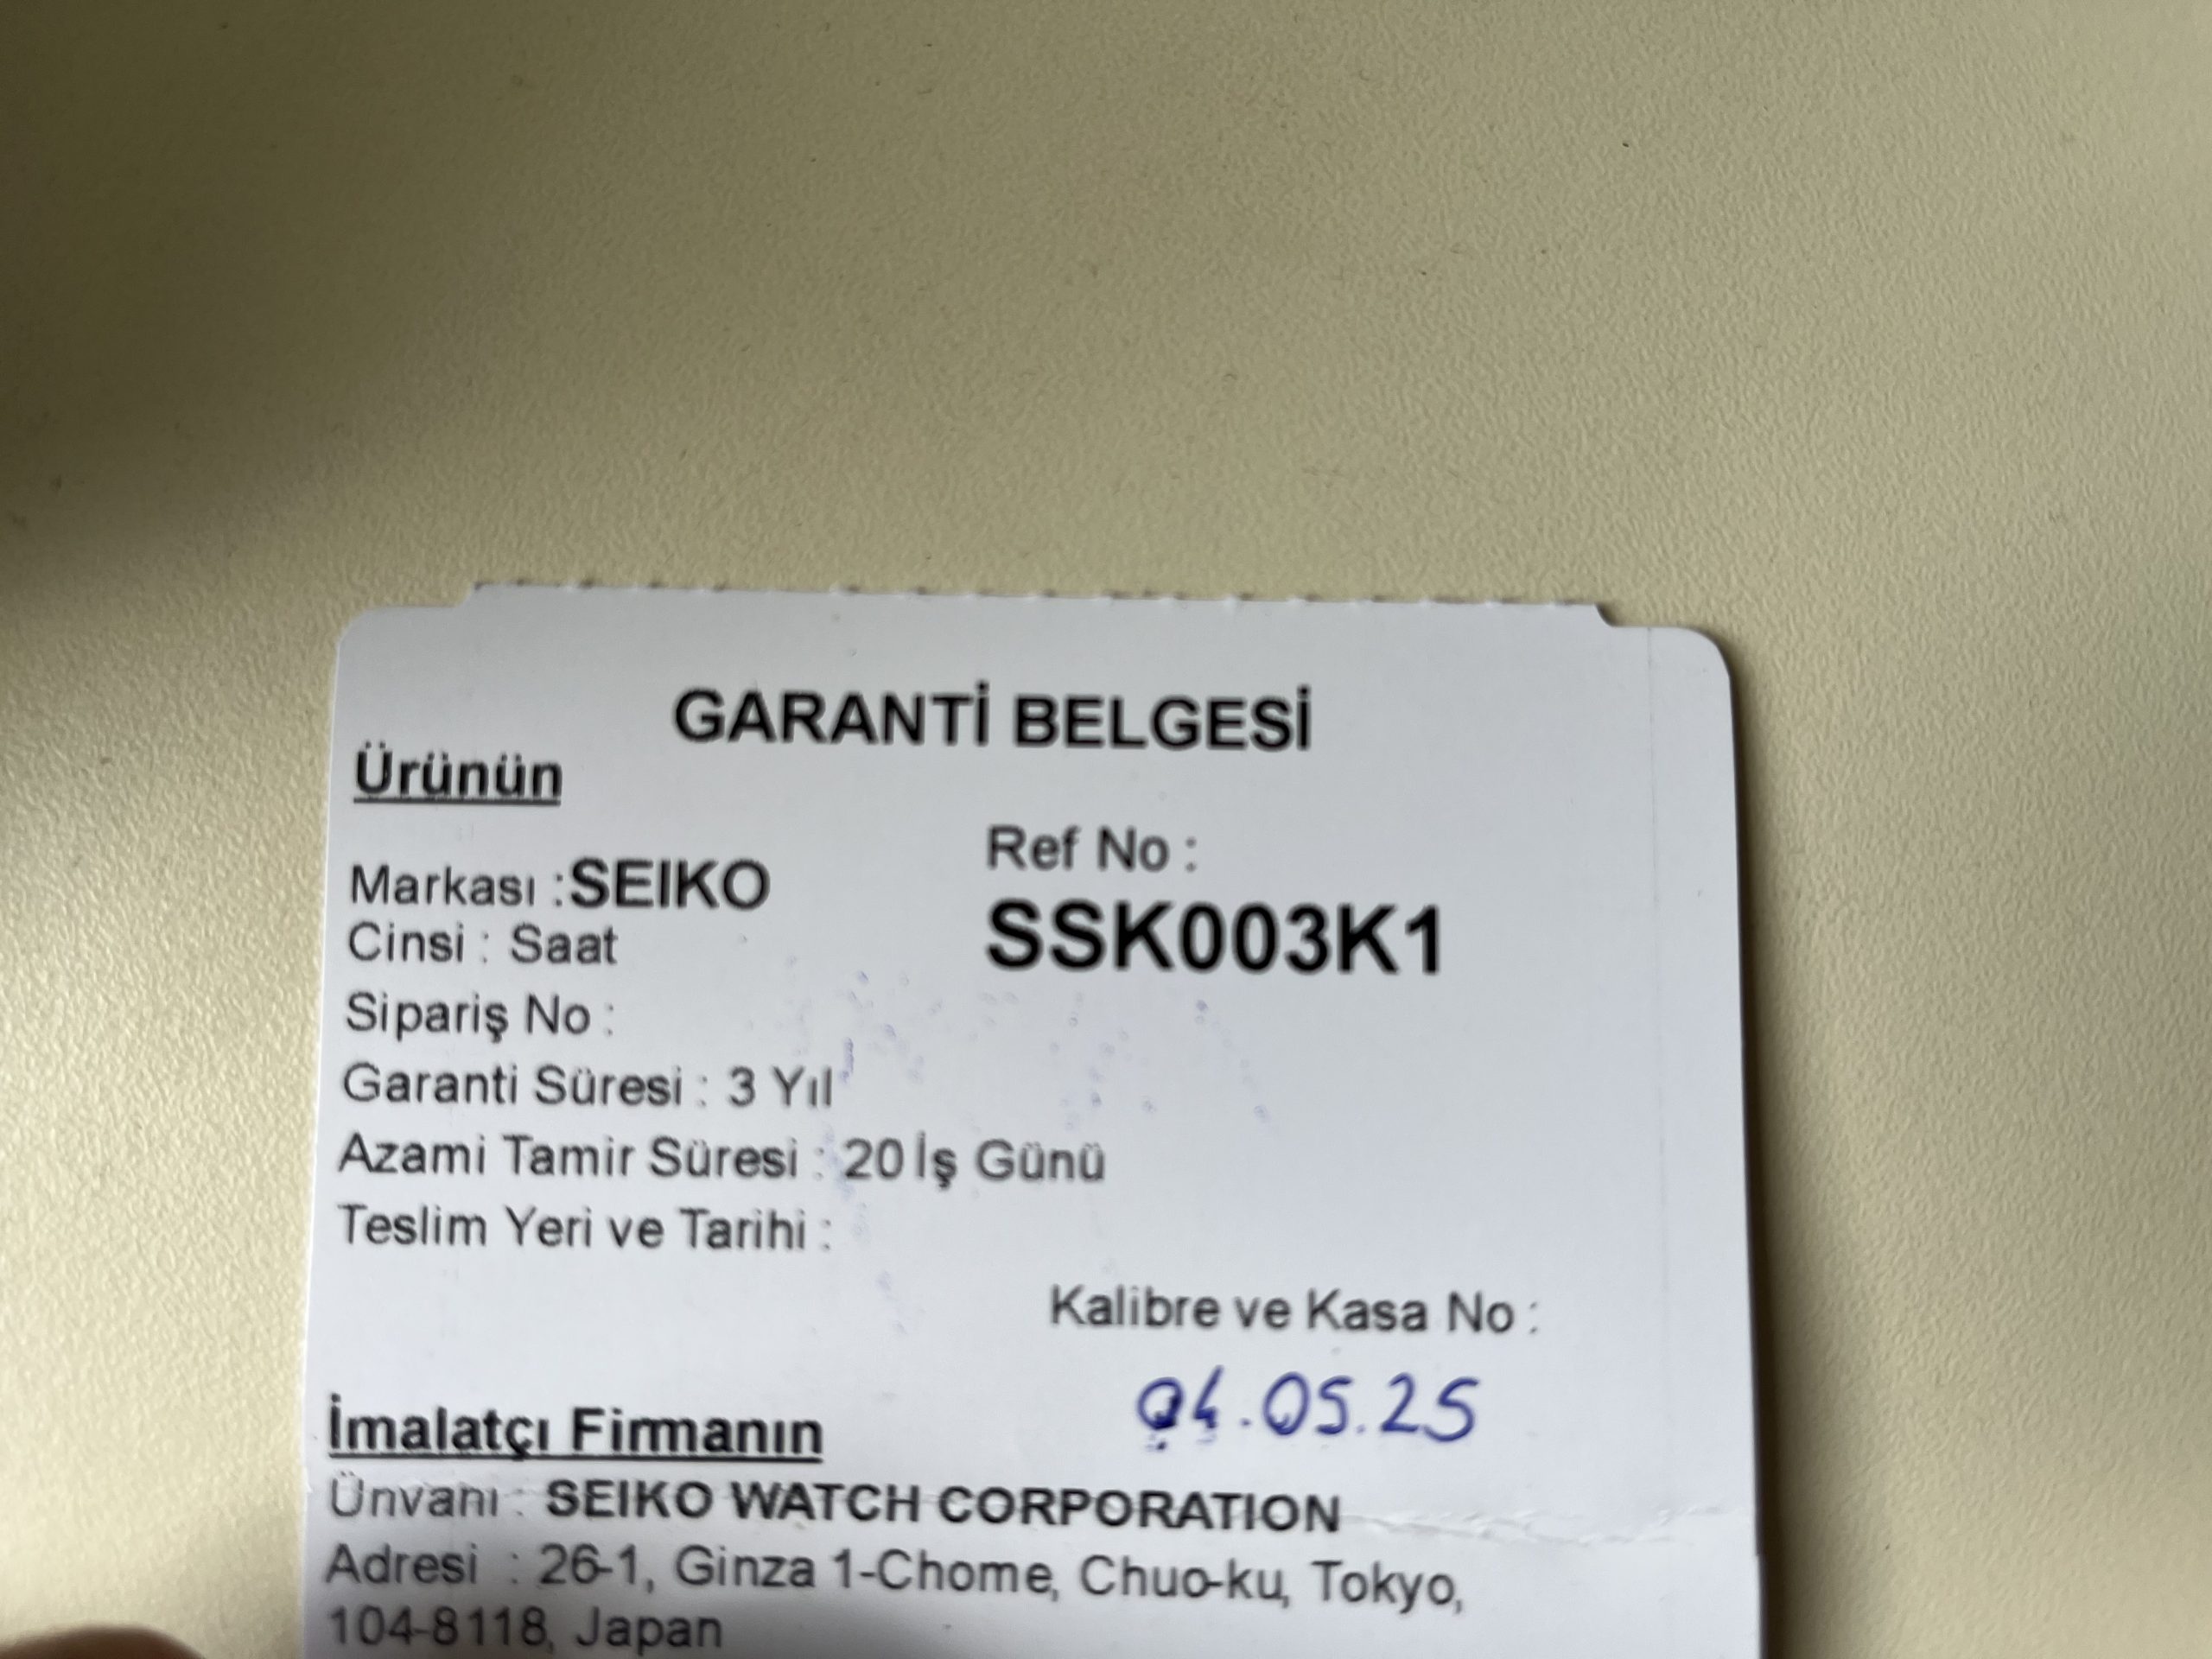 GARANTİ BELGESİ
Ürünün
Markası :SEIKO
Ref No :
SSK003K1
Cinsi : Saat
Sipariş No :
Garanti Süresi : 3 Yıl
Azami Tamir Süresi : 20 İş Günü
Teslim Yeri ve Tarihi :
Kalibre ve Kasa No :
04.05.25
İmalatçı Firmanın
Ünvanı : SEIKO WATCH CORPORATION
Adresi : 26-1, Ginza 1-Chome, Chuo-ku, Tokyo,
104-8118, Japan